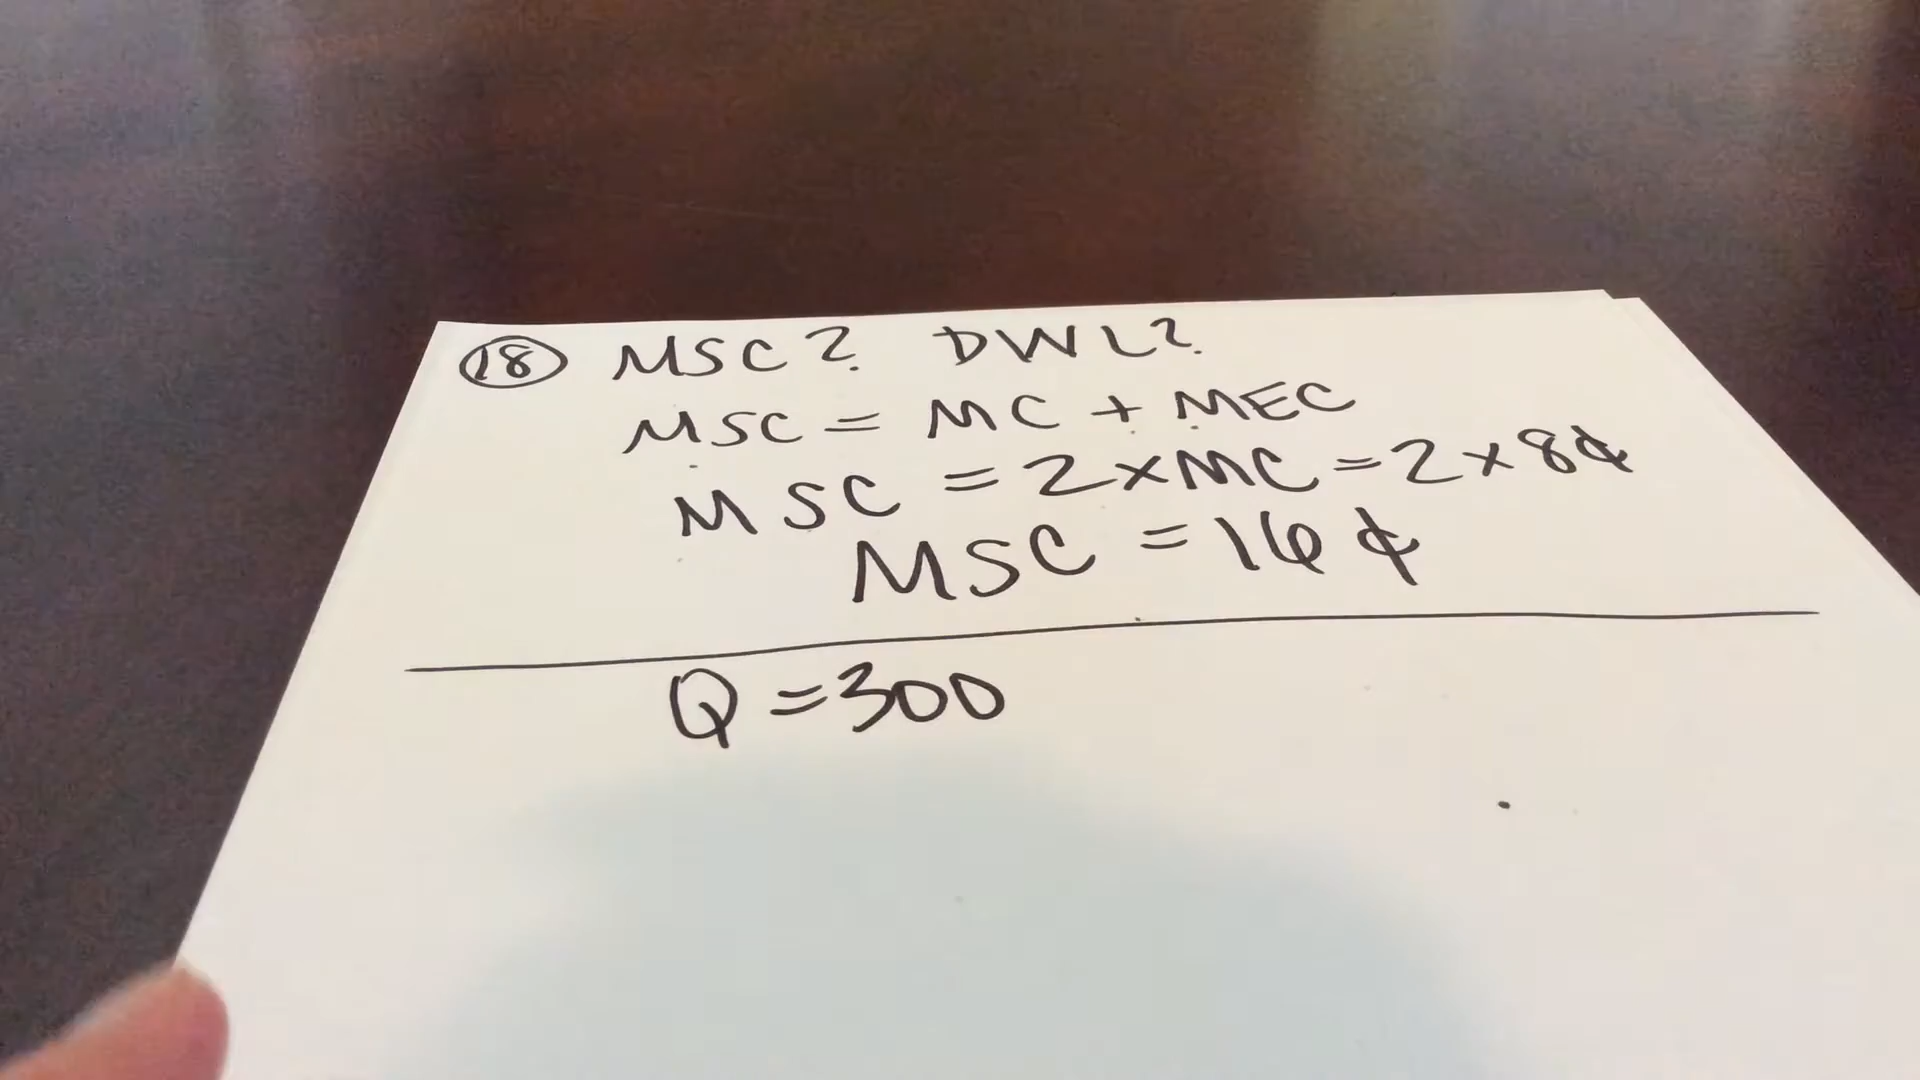 18 MSC? DWL?
MSC = MC + MEC
MSC = 2×MC = 2×8¢
MSC = 16¢
Q = 300